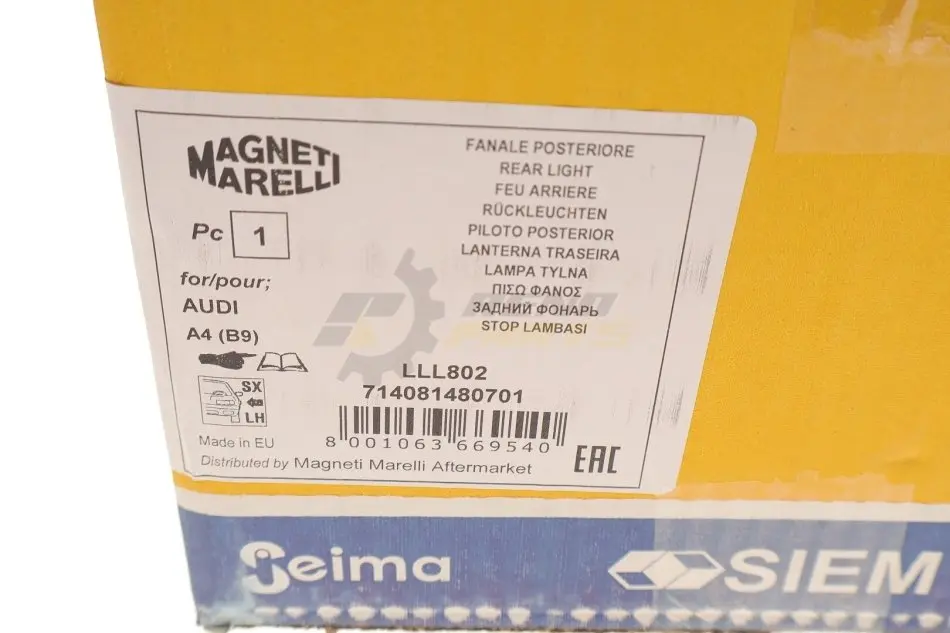 MAGNETI
MARELLI
Pc 1
for/pour;
AUDI
A4 (B9)
SX
LH
Made in EU
Distributed by Magneti Marelli Aftermarket
FANALE POSTERIORE
REAR LIGHT
FEU ARRIERE
RÜCKLEUCHTEN
PILOTO POSTERIOR
LANTERNA TRASEIRA
LAMPA TYLNA
ΠΙΣΩ ΦΑΝΟΣ
ЗАДНИЙ ФОНАРЬ
STOP LAMBASI
LLL802
714081480701
8 001063 669540
EAC
Seima
SIEM